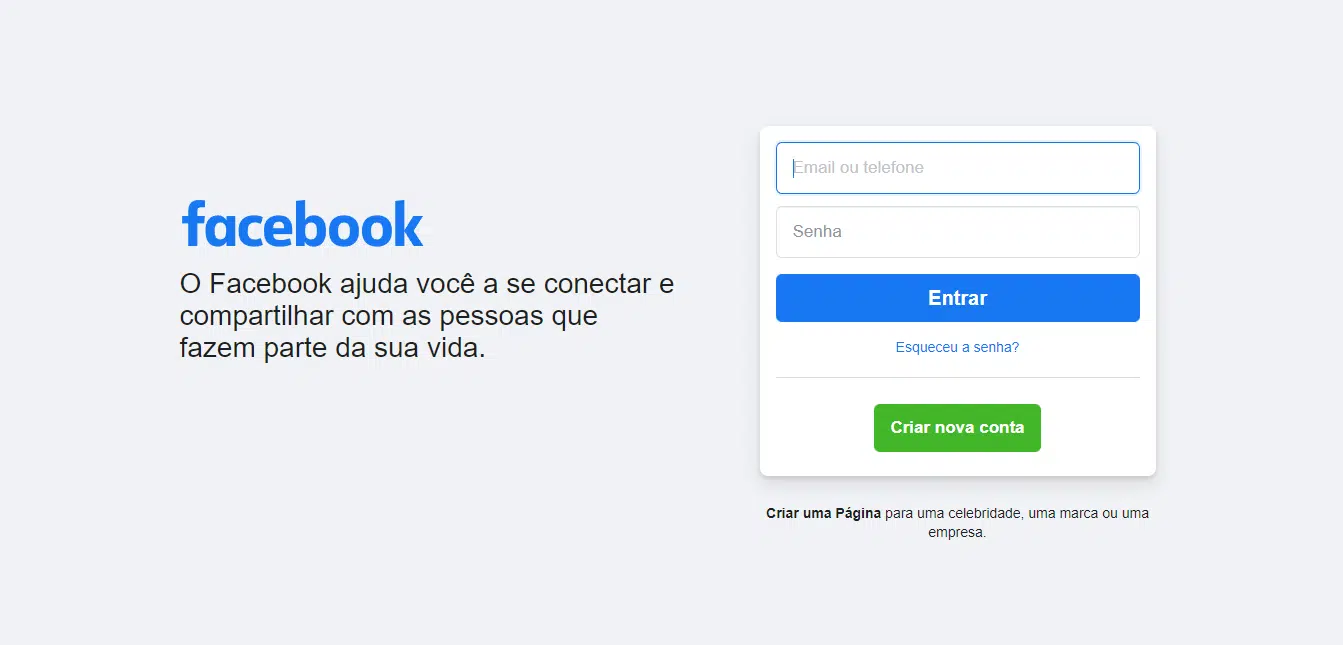 facebook
O Facebook ajuda você a se conectar e
compartilhar com as pessoas que
fazem parte da sua vida.
Email ou telefone
Senha
Entrar
Esqueceu a senha?
Criar nova conta
Criar uma Página para uma celebridade, uma marca ou uma
empresa.